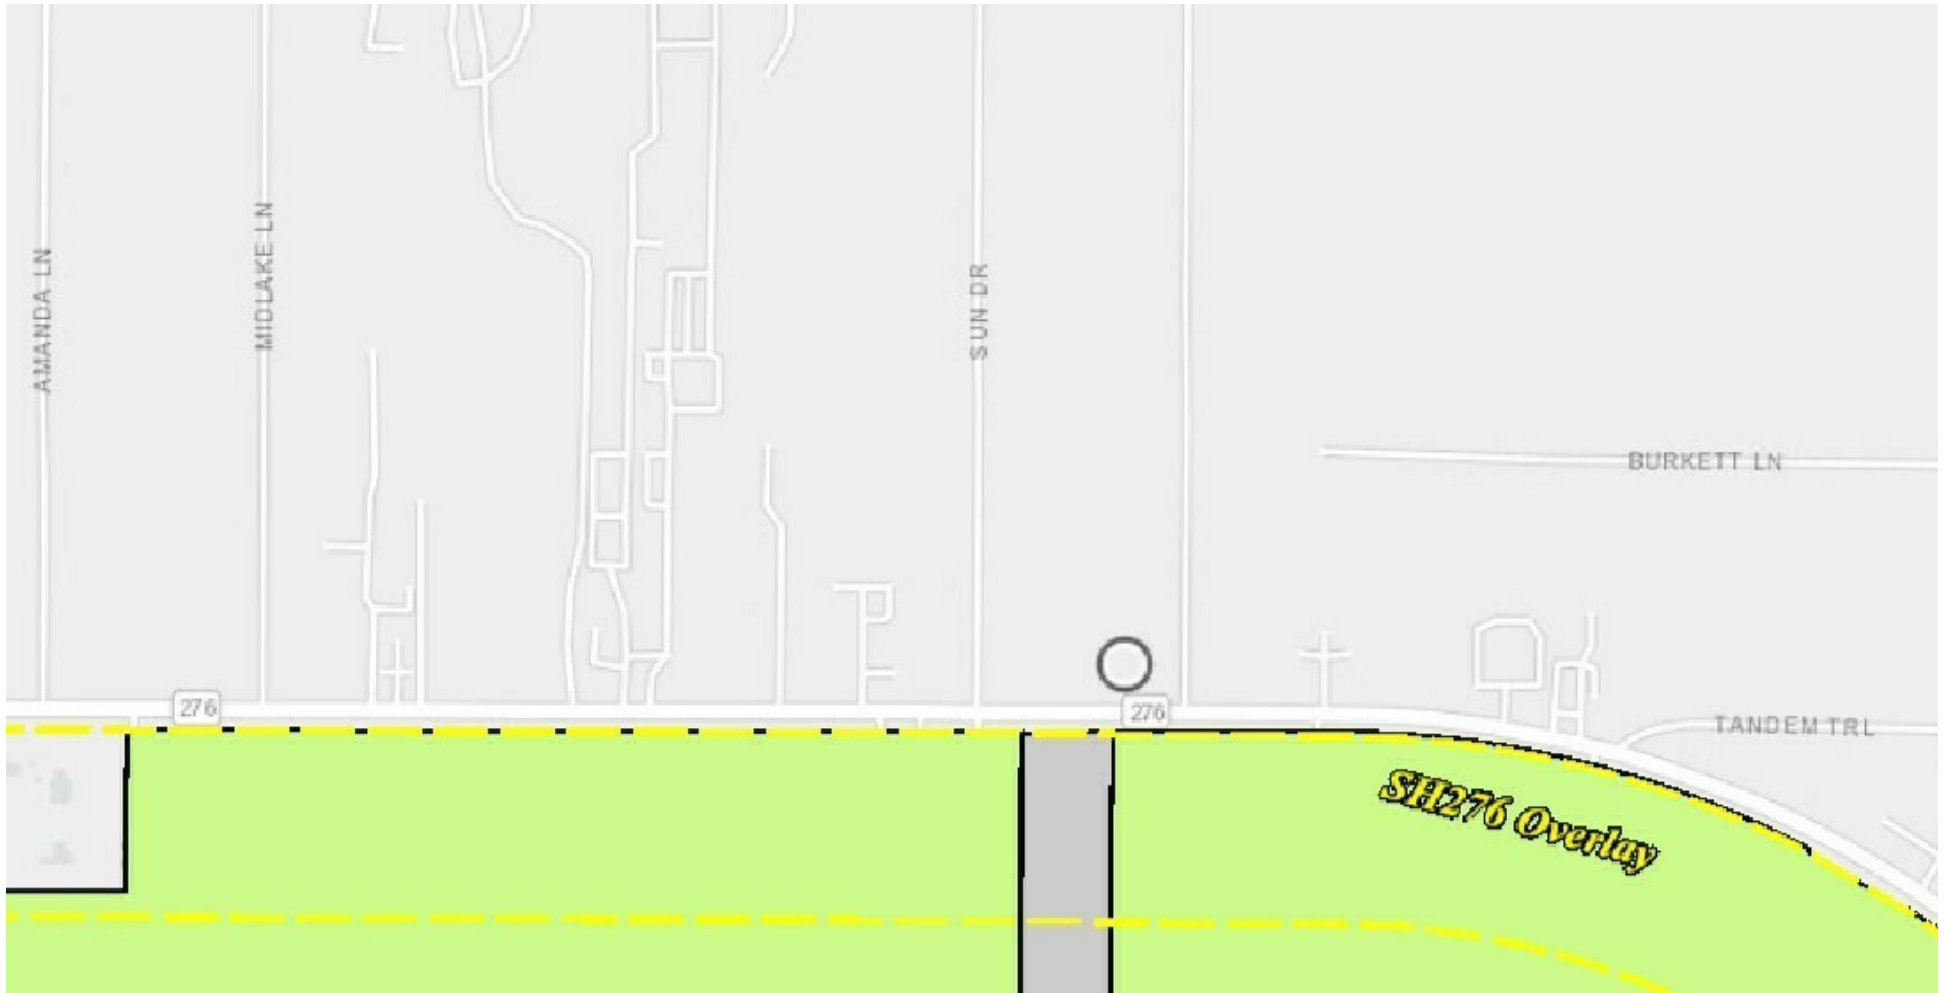 AMANDA LN
MIDLAKE LN
SUN DR
BURKETT LN
276
276
TANDEM TRL
SH276 Overlay